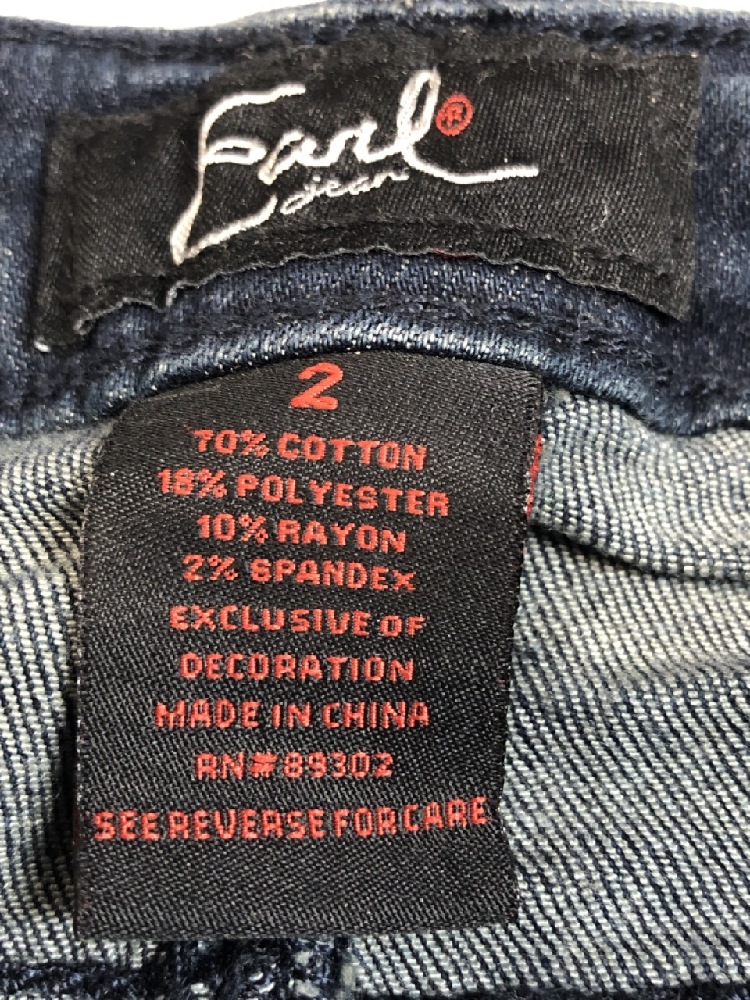 Earl®
jean
2
70% COTTON
18% POLYESTER
10% RAYON
2% SPANDEX
EXCLUSIVE OF
DECORATION
MADE IN CHINA
RN#89302
SEE REVERSE FOR CARE